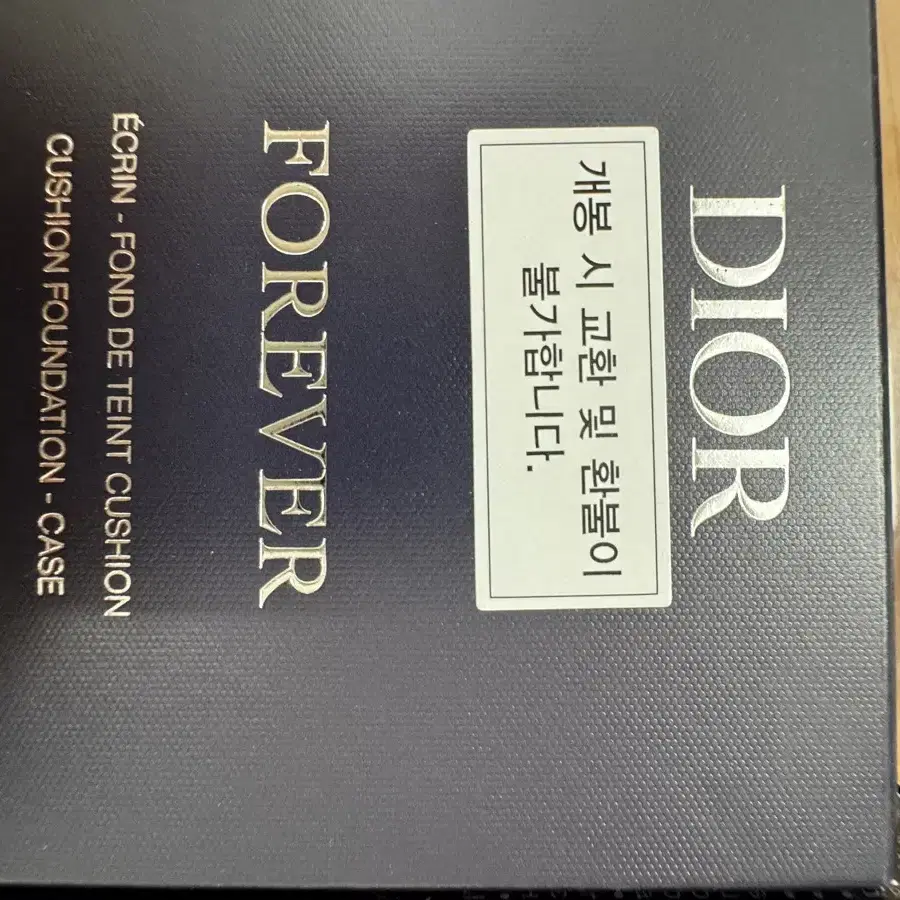 DIOR
개봉 시 교환 및 환불이
불가합니다.
FOREVER
ÉCRIN - FOND DE TEINT CUSHION
CUSHION FOUNDATION - CASE